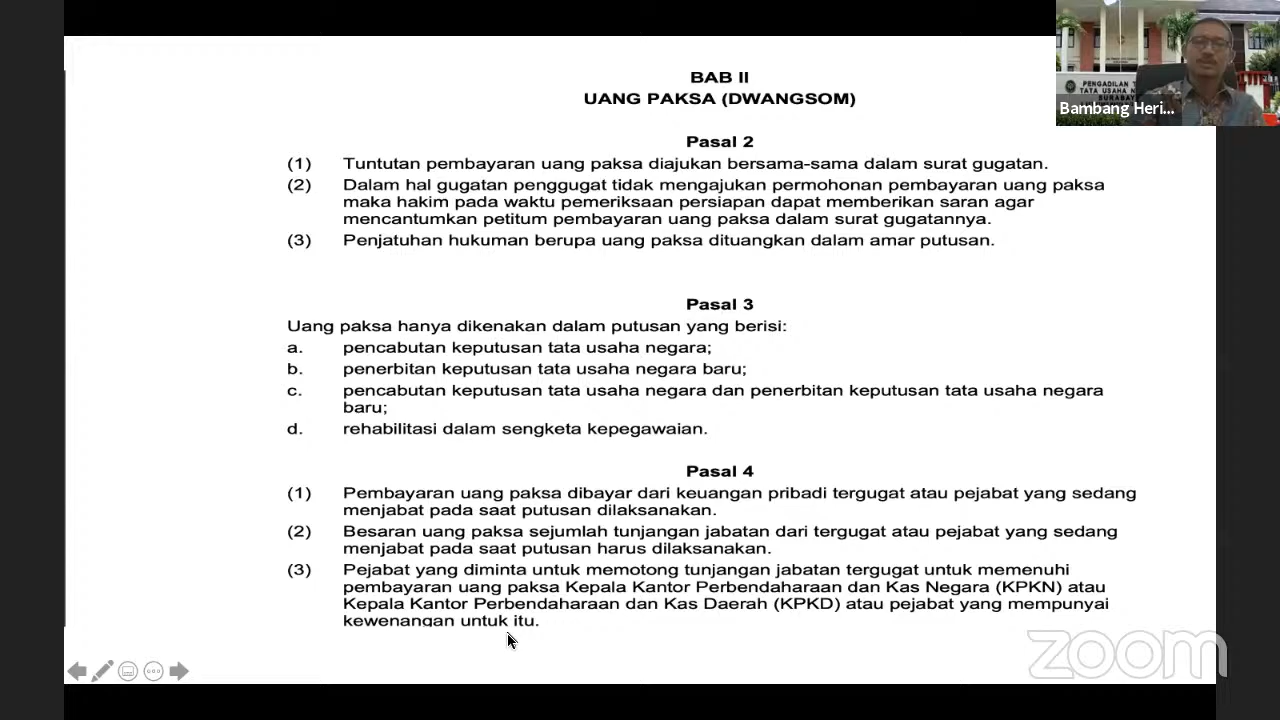 BAB II
UANG PAKSA (DWANGSOM)
Pasal 2
(1) Tuntutan pembayaran uang paksa diajukan bersama-sama dalam surat gugatan.
(2) Dalam hal gugatan penggugat tidak mengajukan permohonan pembayaran uang paksa
maka hakim pada waktu pemeriksaan persiapan dapat memberikan saran agar
mencantumkan petitum pembayaran uang paksa dalam surat gugatannya.
(3) Penjatuhan hukuman berupa uang paksa dituangkan dalam amar putusan.
Pasal 3
Uang paksa hanya dikenakan dalam putusan yang berisi:
a. pencabutan keputusan tata usaha negara;
b. penerbitan keputusan tata usaha negara baru;
c. pencabutan keputusan tata usaha negara dan penerbitan keputusan tata usaha negara
baru;
d. rehabilitasi dalam sengketa kepegawaian.
Pasal 4
(1) Pembayaran uang paksa dibayar dari keuangan pribadi tergugat atau pejabat yang sedang
menjabat pada saat putusan dilaksanakan.
(2) Besaran uang paksa sejumlah tunjangan jabatan dari tergugat atau pejabat yang sedang
menjabat pada saat putusan harus dilaksanakan.
(3) Pejabat yang diminta untuk memotong tunjangan jabatan tergugat untuk memenuhi
pembayaran uang paksa Kepala Kantor Perbendaharaan dan Kas Negara (KPKN) atau
Kepala Kantor Perbendaharaan dan Kas Daerah (KPKD) atau pejabat yang mempunyai
kewenangan untuk itu.
PENGADILAN
TATA USAHA
SURABAYA
Bambang Heri...
zoom